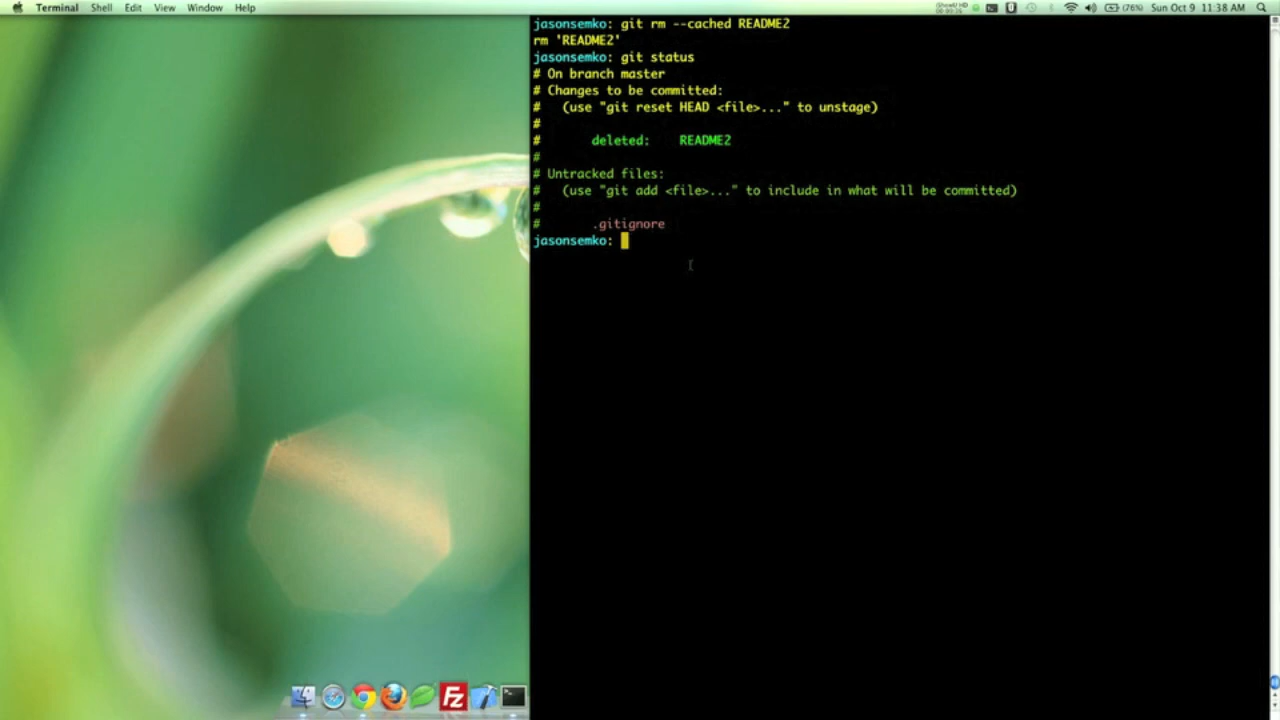 Terminal Shell Edit View Window Help (76%) Sun Oct 9 11:38 AM
jasonsemko: git rm --cached README2
rm 'README2'
jasonsemko: git status
# On branch master
# Changes to be committed:
#   (use "git reset HEAD <file>..." to unstage)
#
#       deleted:    README2
#
# Untracked files:
#   (use "git add <file>..." to include in what will be committed)
#
#       .gitignore
jasonsemko:
FZ